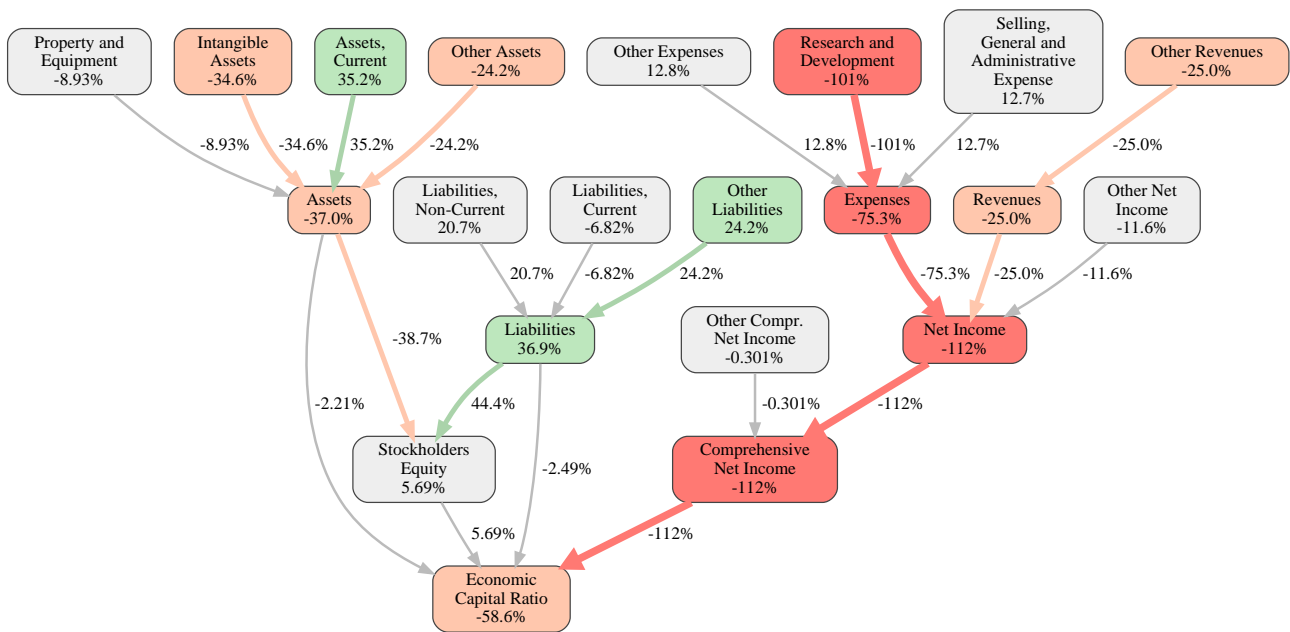 Property and
Equipment
-8.93%
Intangible
Assets
-34.6%
Assets,
Current
35.2%
Other Assets
-24.2%
Other Expenses
12.8%
Research and
Development
-101%
Selling,
General and
Administrative
Expense
12.7%
Other Revenues
-25.0%
-8.93%
-34.6%
35.2%
-24.2%
12.8%
-101%
12.7%
-25.0%
Assets
-37.0%
Liabilities,
Non-Current
20.7%
Liabilities,
Current
-6.82%
Other
Liabilities
24.2%
Expenses
-75.3%
Revenues
-25.0%
Other Net
Income
-11.6%
20.7%
-6.82%
24.2%
-75.3%
-25.0%
-11.6%
-38.7%
Liabilities
36.9%
Other Compr.
Net Income
-0.301%
Net Income
-112%
-2.21%
44.4%
-0.301%
-112%
Stockholders
Equity
5.69%
-2.49%
Comprehensive
Net Income
-112%
5.69%
-112%
Economic
Capital Ratio
-58.6%